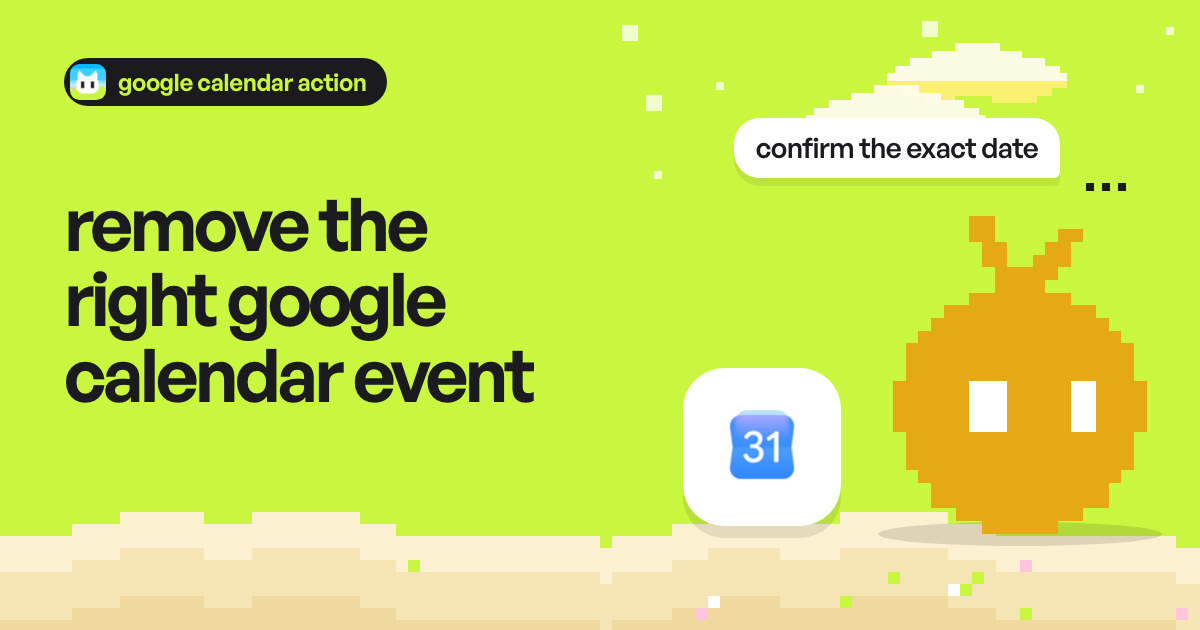 google calendar action
remove the
right google
calendar event
confirm the exact date
...
31